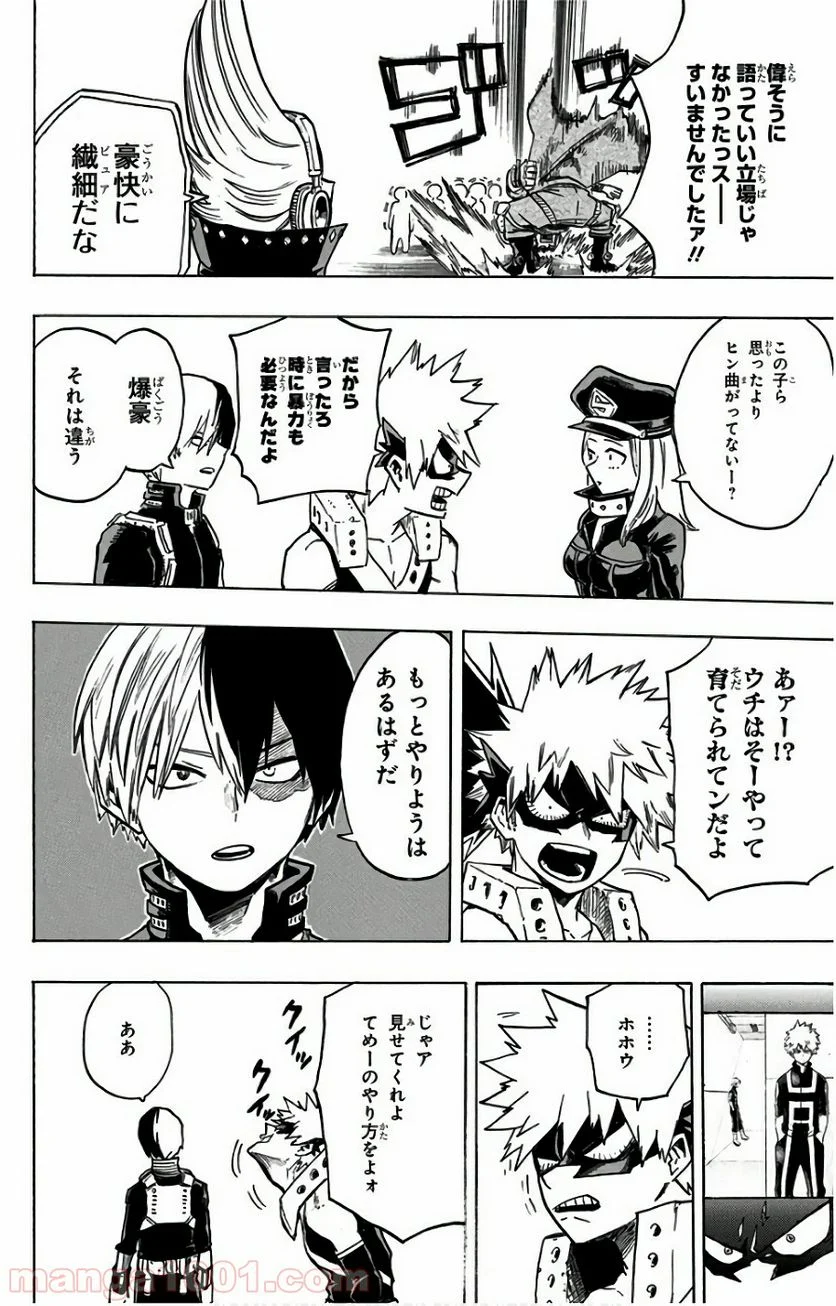 偉そうに
語っていい立場じゃ
なかったっス――
すいませんでしたァ!!
豪快に
繊細だな
この子ら
思ったより
ヒン曲がってないー?
だから
言ったろ
時に暴力も
必要なんだよ
爆豪
それは違う
あァー!?
ウチはそーやって
育てられてンだよ
もっとやりようは
あるはずだ
……
ホホウ
じゃア
見せてくれよ
てめーのやり方をよォ
クイッ
クイッ
ああ